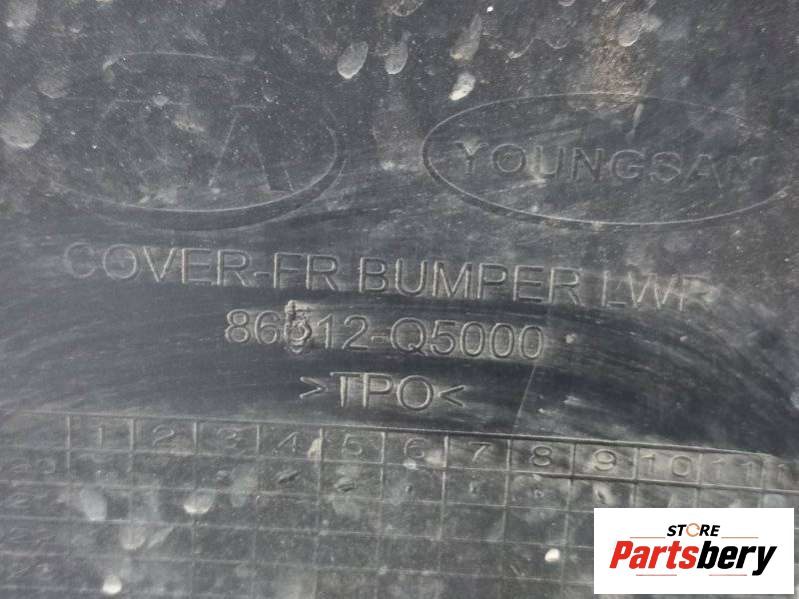 KIA YOUNGSAN
COVER-FR BUMPER LWR
86512-Q5000
>TPO<
1 2 3 4 5 6 7 8 9 10 11
STORE
Partsbery